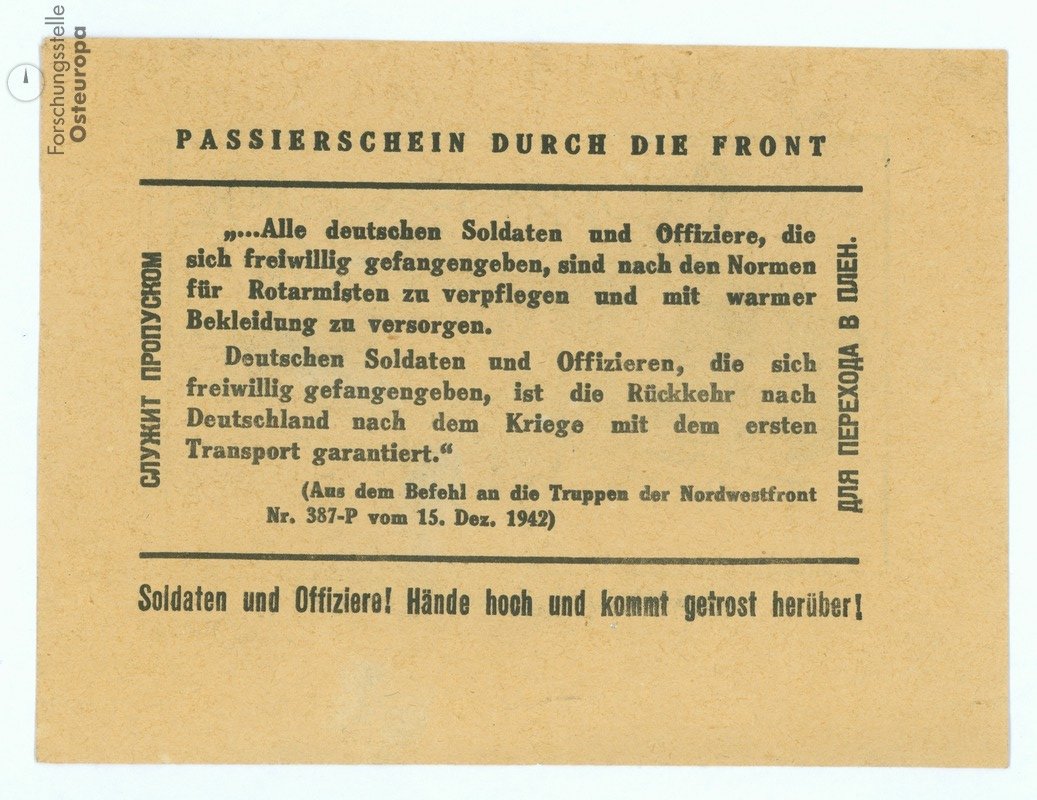 Forschungsstelle
Osteuropa
PASSIERSCHEIN DURCH DIE FRONT
СЛУЖИТ ПРОПУСКОМ
„...Alle deutschen Soldaten und Offiziere, die
sich freiwillig gefangengeben, sind nach den Normen
für Rotarmisten zu verpflegen und mit warmer
Bekleidung zu versorgen.
Deutschen Soldaten und Offizieren, die sich
freiwillig gefangengeben, ist die Rückkehr nach
Deutschland nach dem Kriege mit dem ersten
Transport garantiert.“
(Aus dem Befehl an die Truppen der Nordwestfront
Nr. 387-P vom 15. Dez. 1942)
ДЛЯ ПЕРЕХОДА В ПЛЕН.
Soldaten und Offiziere! Hände hoch und kommt getrost herüber!